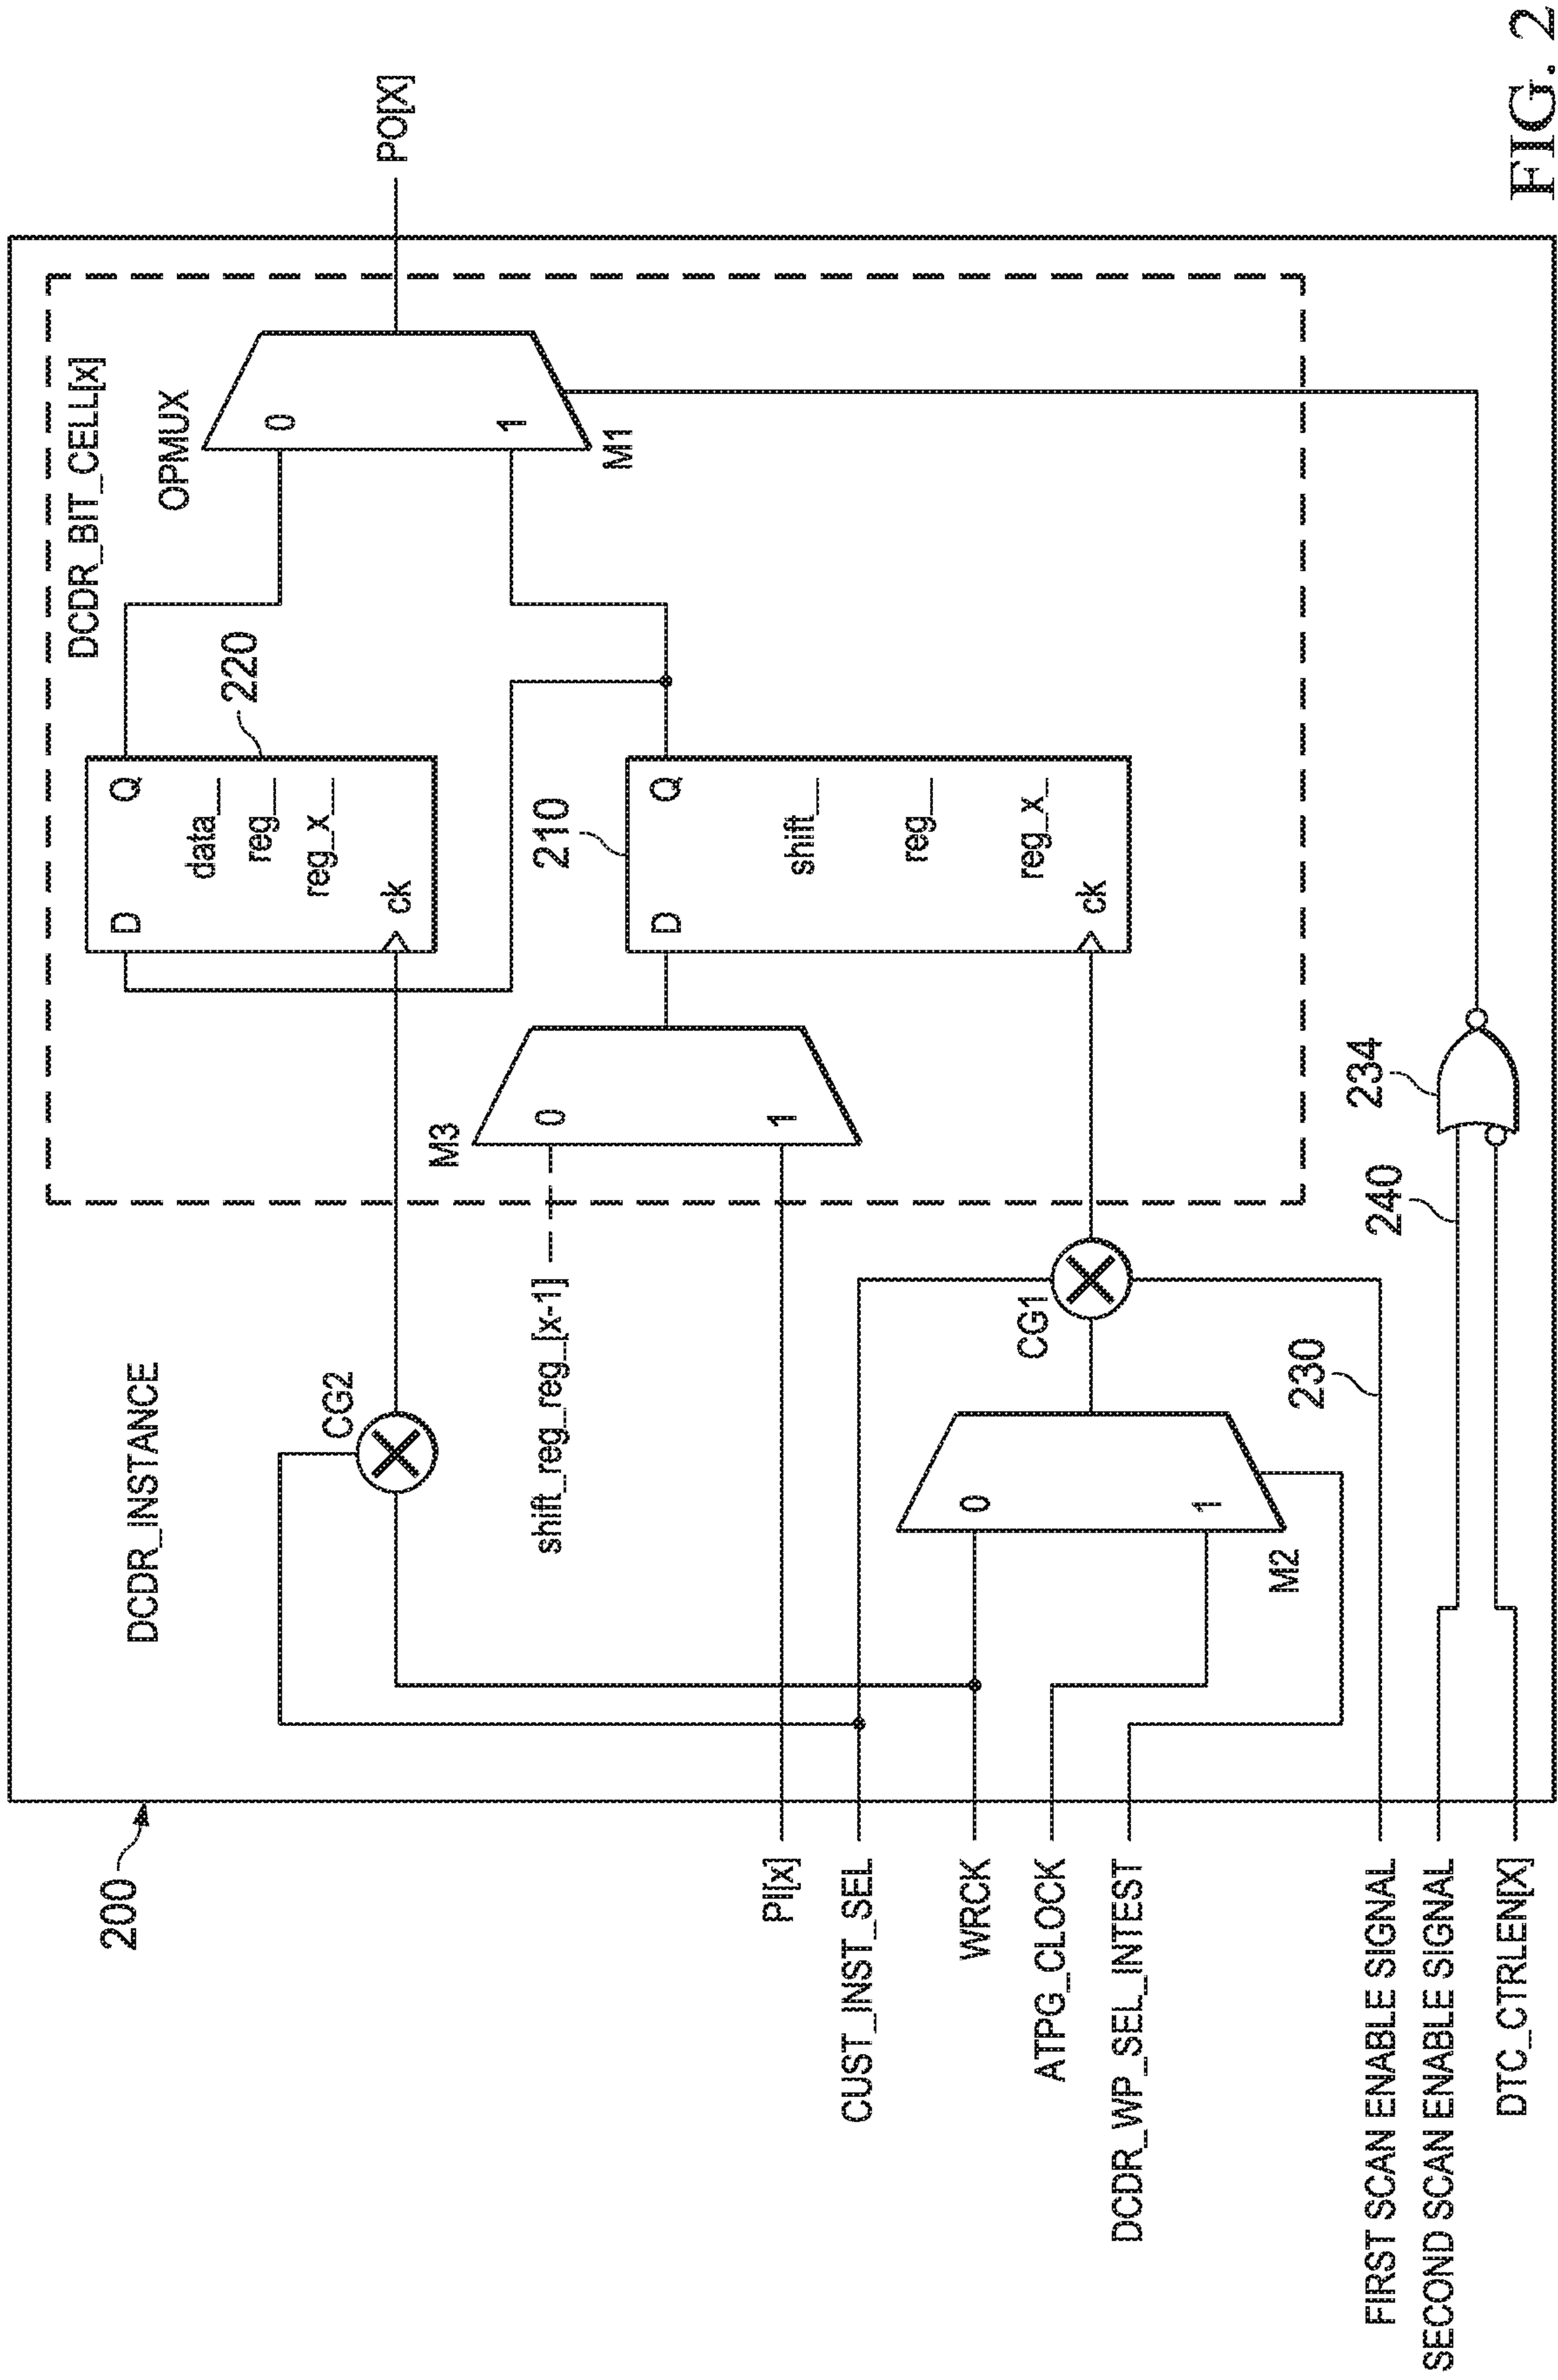 200
DCDR_INSTANCE
DCDR_BIT_CELL[x]
CG2
D
Q
data_
reg_
reg_x_
ck
220
OPMUX
0
1
M1
PO[X]
shift_reg_reg_[x-1]
M3
0
1
210
D
Q
shift_
reg_
reg_x_
ck
PI[x]
CUST_INST_SEL
WRCK
ATPG_CLOCK
DCDR_WP_SEL_INTEST
0
1
M2
CG1
230
FIRST SCAN ENABLE SIGNAL
SECOND SCAN ENABLE SIGNAL
DTC_CTRLEN[X]
240
234
FIG. 2